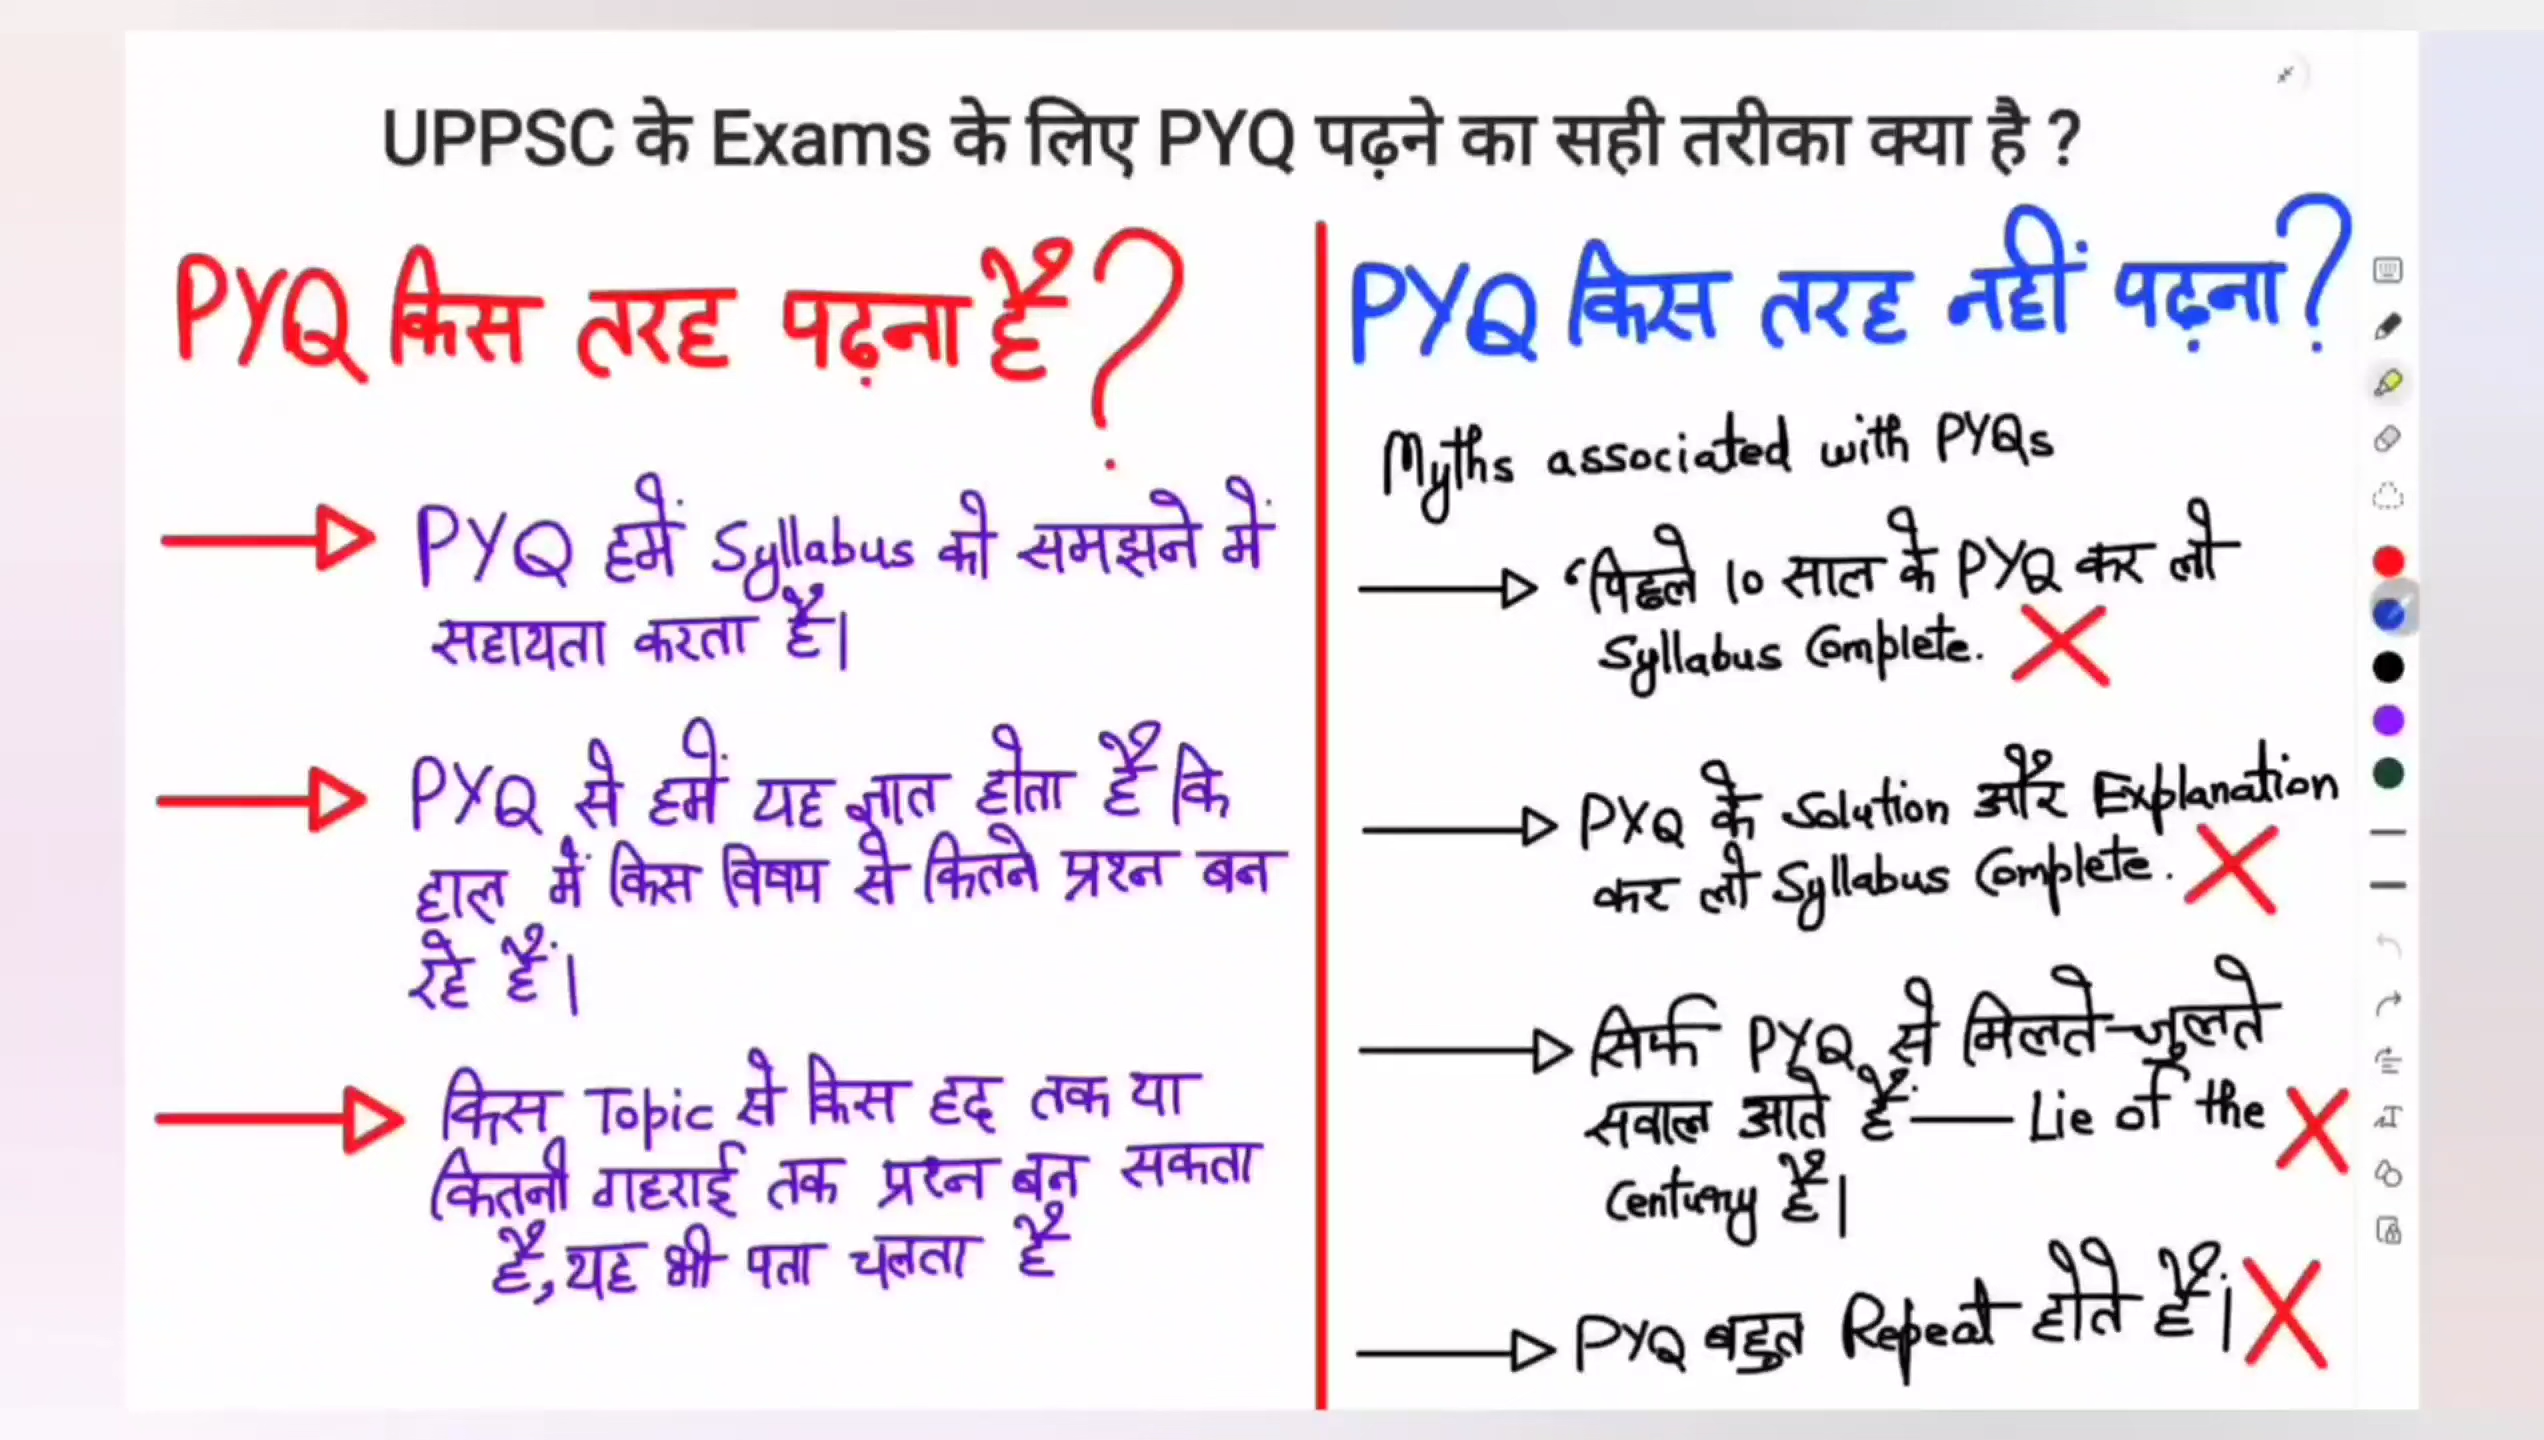 UPPSC के Exams के लिए PYQ पढ़ने का सही तरीका क्या है ?
PYQ किस तरह पढ़ना है?
PYQ हमें Syllabus को समझने में
सहायता करता है।
PYQ से हमें यह ज्ञात होता है कि
हाल में किस विषय से कितने प्रश्न बन
रहे हैं।
किस Topic से किस हद तक या
कितनी गहराई तक प्रश्न बन सकता
है, यह भी पता चलता है
PYQ किस तरह नहीं पढ़ना?
Myths associated with PYQs
‘पिछले 10 साल के PYQ कर लो
Syllabus Complete.
PYQ के Solution और Explanation
कर लो Syllabus Complete.
सिर्फ PYQ से मिलते-जुलते
सवाल आते हैं — Lie of the
Century है।
PYQ बहुत Repeat होते हैं।